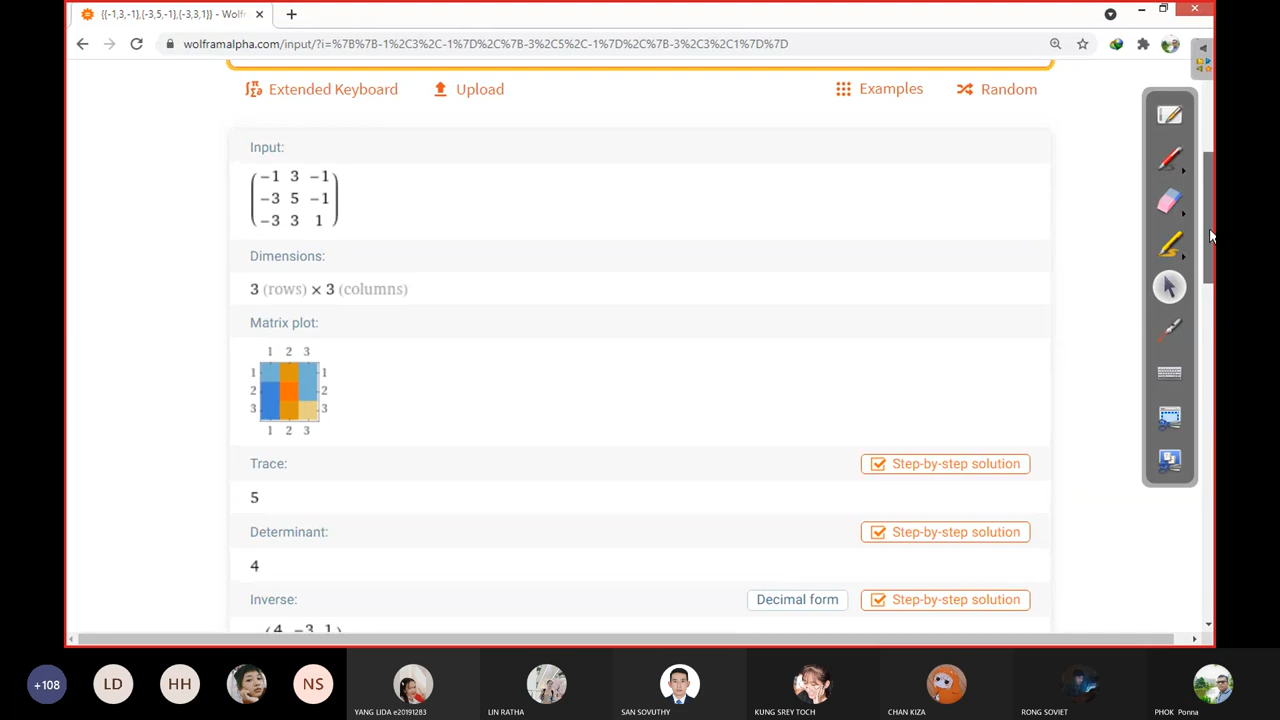 {{-1,3,-1},{-3,5,-1},{-3,3,1}} - Wolfr
wolframalpha.com/input/?i=%7B%7B-1%2C3%2C-1%7D%2C%7B-3%2C5%2C-1%7D%2C%7B-3%2C3%2C1%7D%7D
Extended Keyboard Upload Examples Random
Input:
−1 3 −1
−3 5 −1
−3 3 1
Dimensions:
3 (rows) × 3 (columns)
Matrix plot:
1 2 3
1 1
2 2
3 3
1 2 3
Trace: Step-by-step solution
5
Determinant: Step-by-step solution
4
Inverse: Decimal form Step-by-step solution
4 −3 1
+108 LD HH NS
YANG LIDA e20191283 LIN RATHA SAN SOVUTHY KUNG SREY TOCH CHAN KIZA RONG SOVIET PHOK Ponna